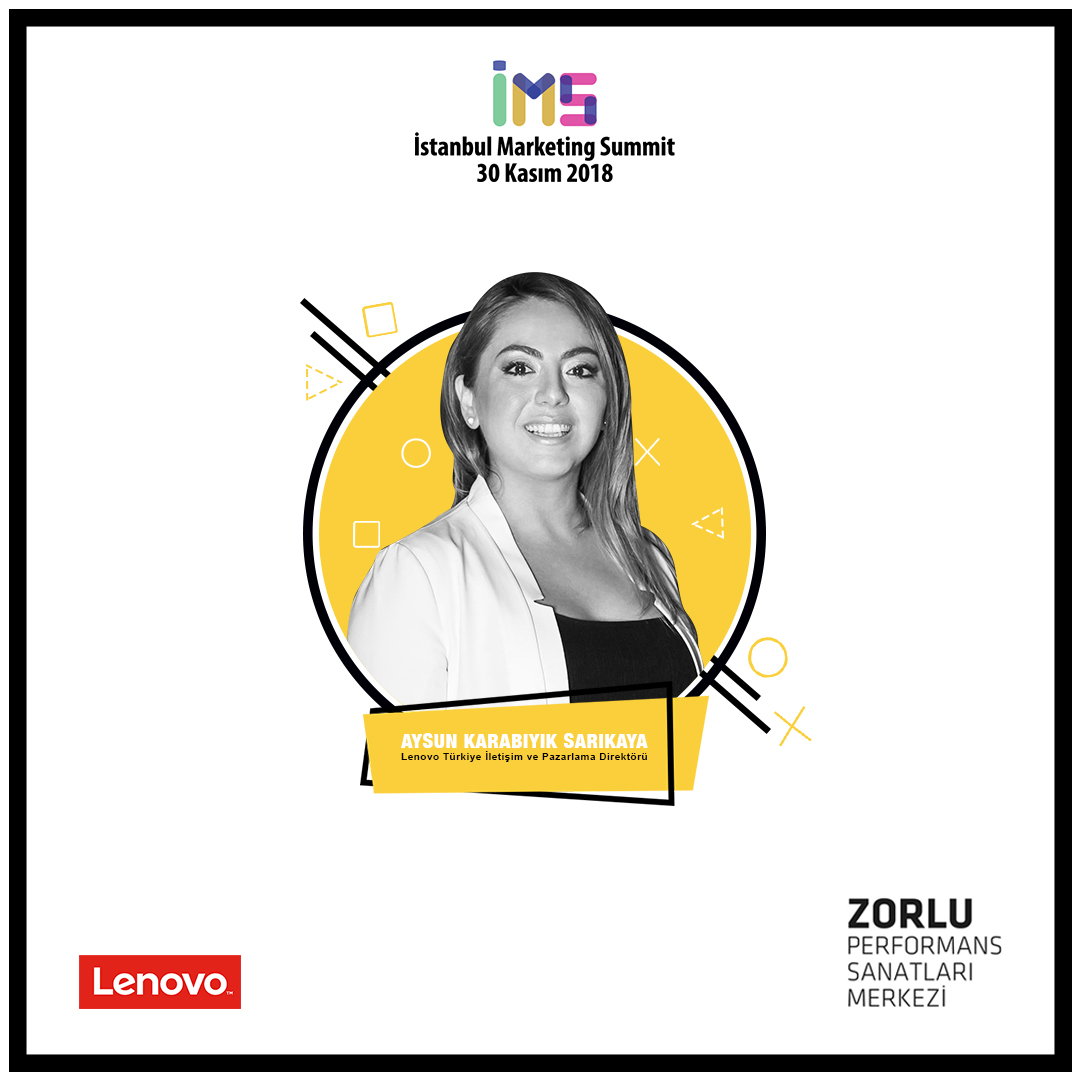 İMS
İstanbul Marketing Summit
30 Kasım 2018
AYSUN KARABIYIK SARIKAYA
Lenovo Türkiye İletişim ve Pazarlama Direktörü
Lenovo™
ZORLU
PERFORMANS
SANATLARI
MERKEZİ